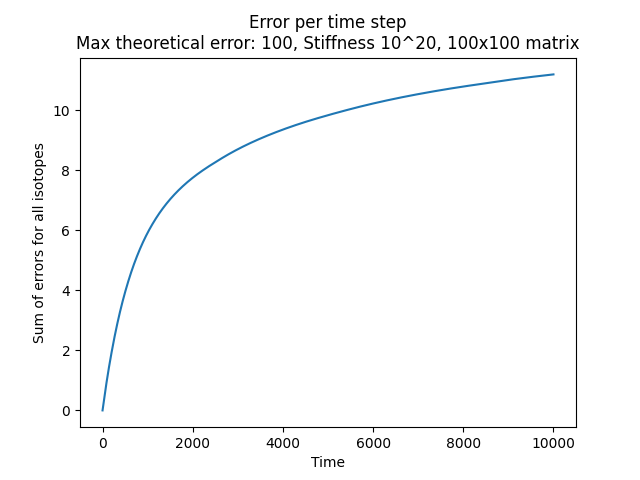 Error per time step
Max theoretical error: 100, Stiffness 10^20, 100x100 matrix
Sum of errors for all isotopes
10
8
6
4
2
0
0 2000 4000 6000 8000 10000
Time